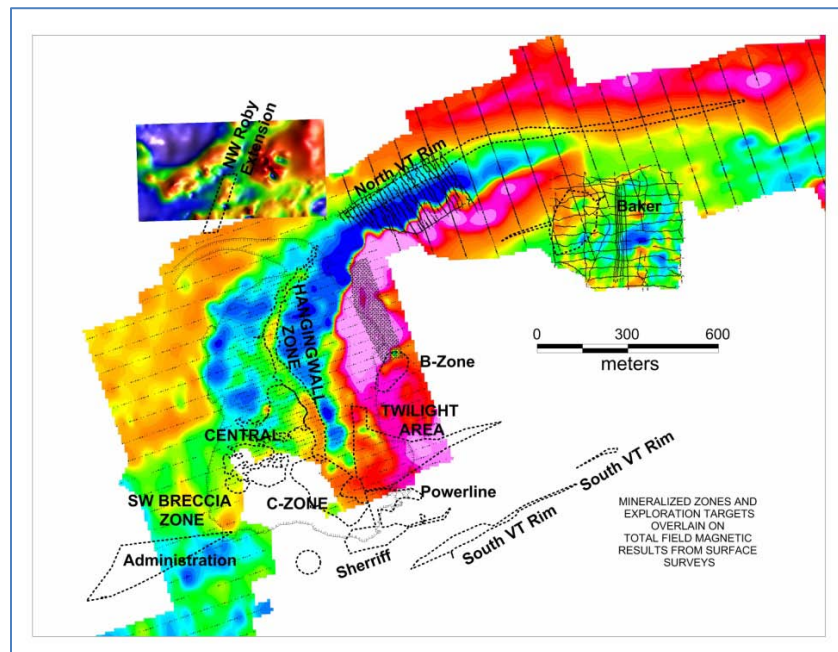 NW Roby
Extension
North VT Rim
Baker
HANGINGWALL
ZONE
0 300 600
meters
B-Zone
TWILIGHT
AREA
CENTRAL
SW BRECCIA
ZONE
C-ZONE
Powerline
South VT Rim
South VT Rim
Administration
Sherriff
MINERALIZED ZONES AND
EXPLORATION TARGETS
OVERLAIN ON
TOTAL FIELD MAGNETIC
RESULTS FROM SURFACE
SURVEYS